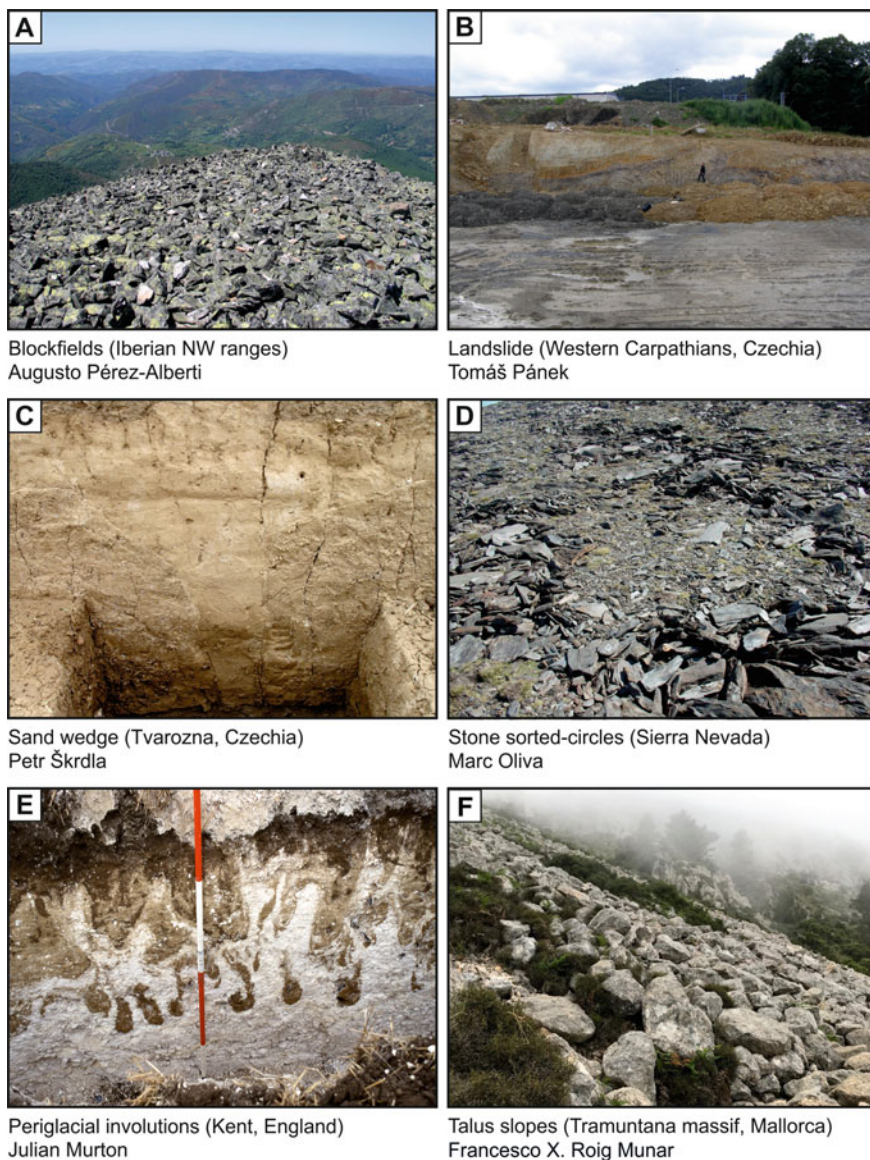 A
B
Blockfields (Iberian NW ranges)
Augusto Pérez-Alberti
Landslide (Western Carpathians, Czechia)
Tomáš Pánek
C
D
Sand wedge (Tvarozna, Czechia)
Petr Škrdla
Stone sorted-circles (Sierra Nevada)
Marc Oliva
E
F
Periglacial involutions (Kent, England)
Julian Murton
Talus slopes (Tramuntana massif, Mallorca)
Francesco X. Roig Munar